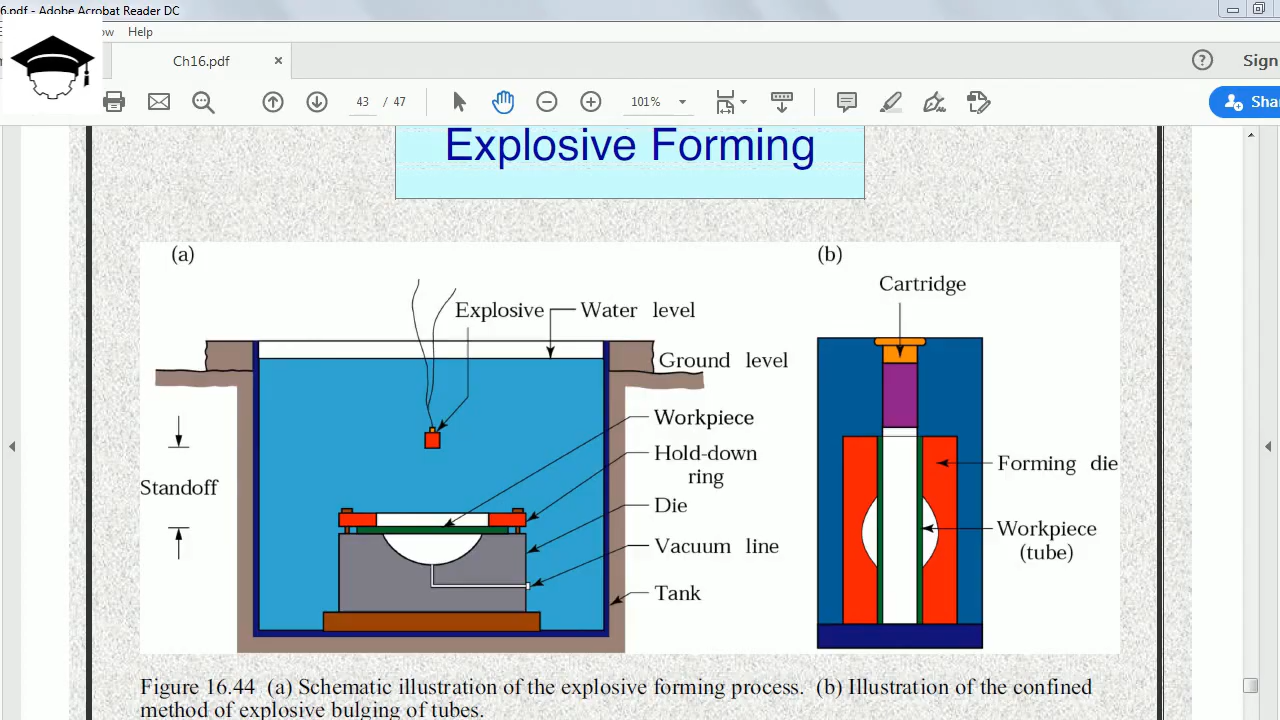 6.pdf - Adobe Acrobat Reader DC
ow Help
Ch16.pdf ×
? Sign
43 / 47 101% Shar
Explosive Forming
(a) (b)
Cartridge
Explosive Water level
Ground level
Workpiece
Hold-down
ring
Forming die
Standoff
Die
Workpiece
(tube)
Vacuum line
Tank
Figure 16.44 (a) Schematic illustration of the explosive forming process. (b) Illustration of the confined
method of explosive bulging of tubes.